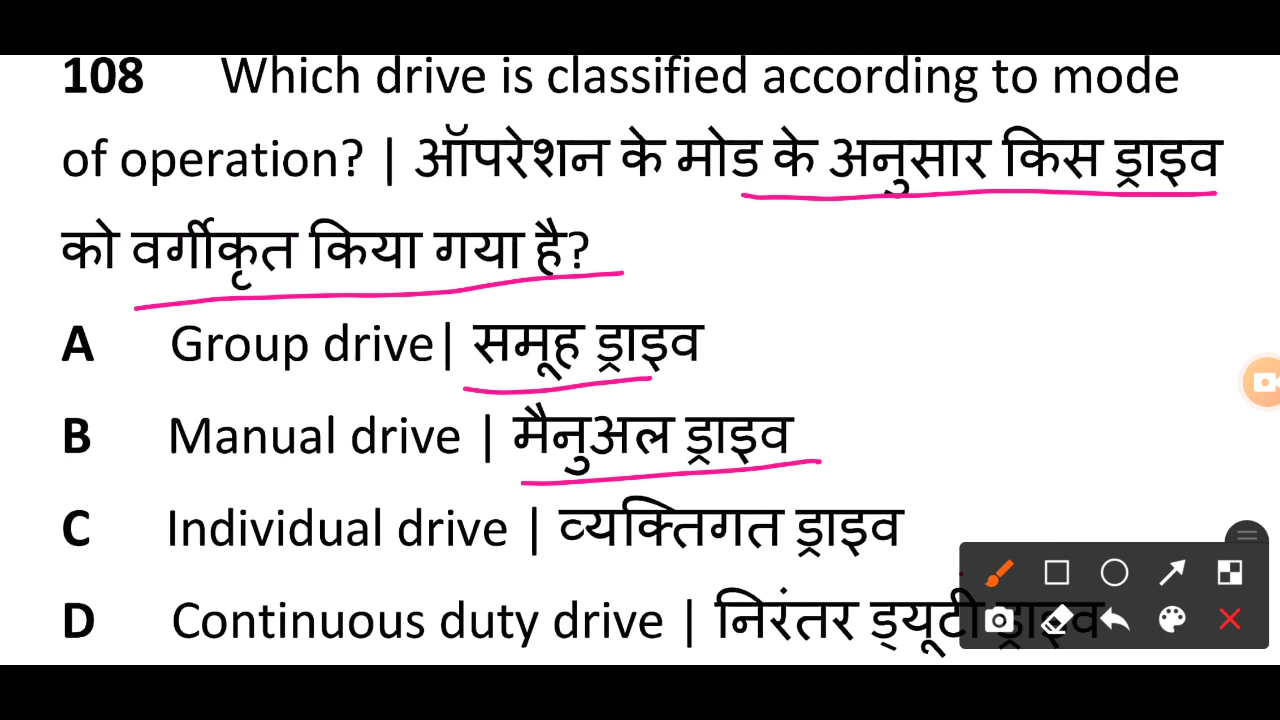 108 Which drive is classified according to mode
of operation? | ऑपरेशन के मोड के अनुसार किस ड्राइव
को वर्गीकृत किया गया है?
A Group drive| समूह ड्राइव
B Manual drive | मैनुअल ड्राइव
C Individual drive | व्यक्तिगत ड्राइव
D Continuous duty drive | निरंतर ड्यूटी ड्राइव